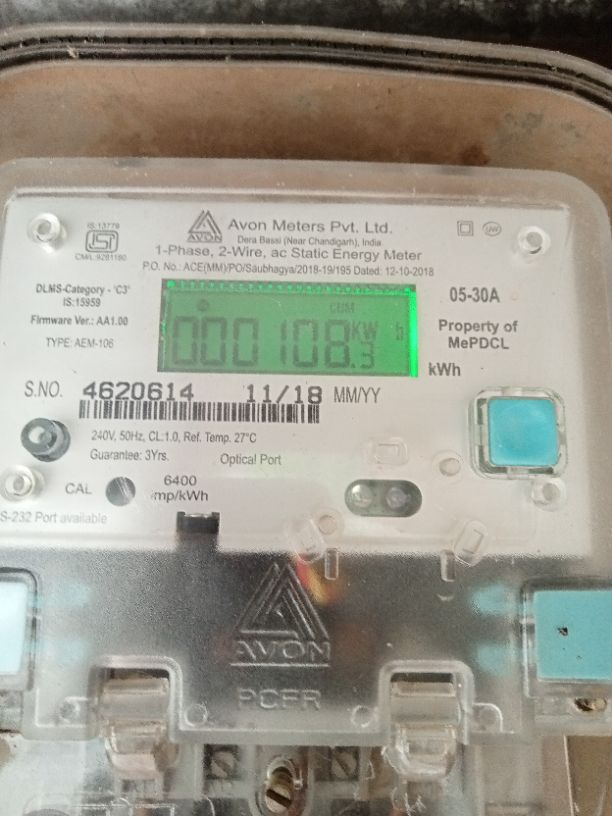 IS:13779
ISI
CM/L:9281180
AVON
Avon Meters Pvt. Ltd.
Dera Bassi (Near Chandigarh), India
1-Phase, 2-Wire, ac Static Energy Meter
P.O. No.: ACE(MM)/PO/Saubhagya/2018-19/195 Dated: 12-10-2018
DLMS-Category - 'C3'
IS:15959
Firmware Ver.: AA1.00
TYPE: AEM-106
CUM
000108.3 KW h
05-30A
Property of
MePDCL
kWh
S.NO. 4620614 11/18 MM/YY
240V, 50Hz, CL:1.0, Ref. Temp. 27°C
Guarantee: 3Yrs. Optical Port
CAL 6400
imp/kWh
S-232 Port available
AVON
PCFR